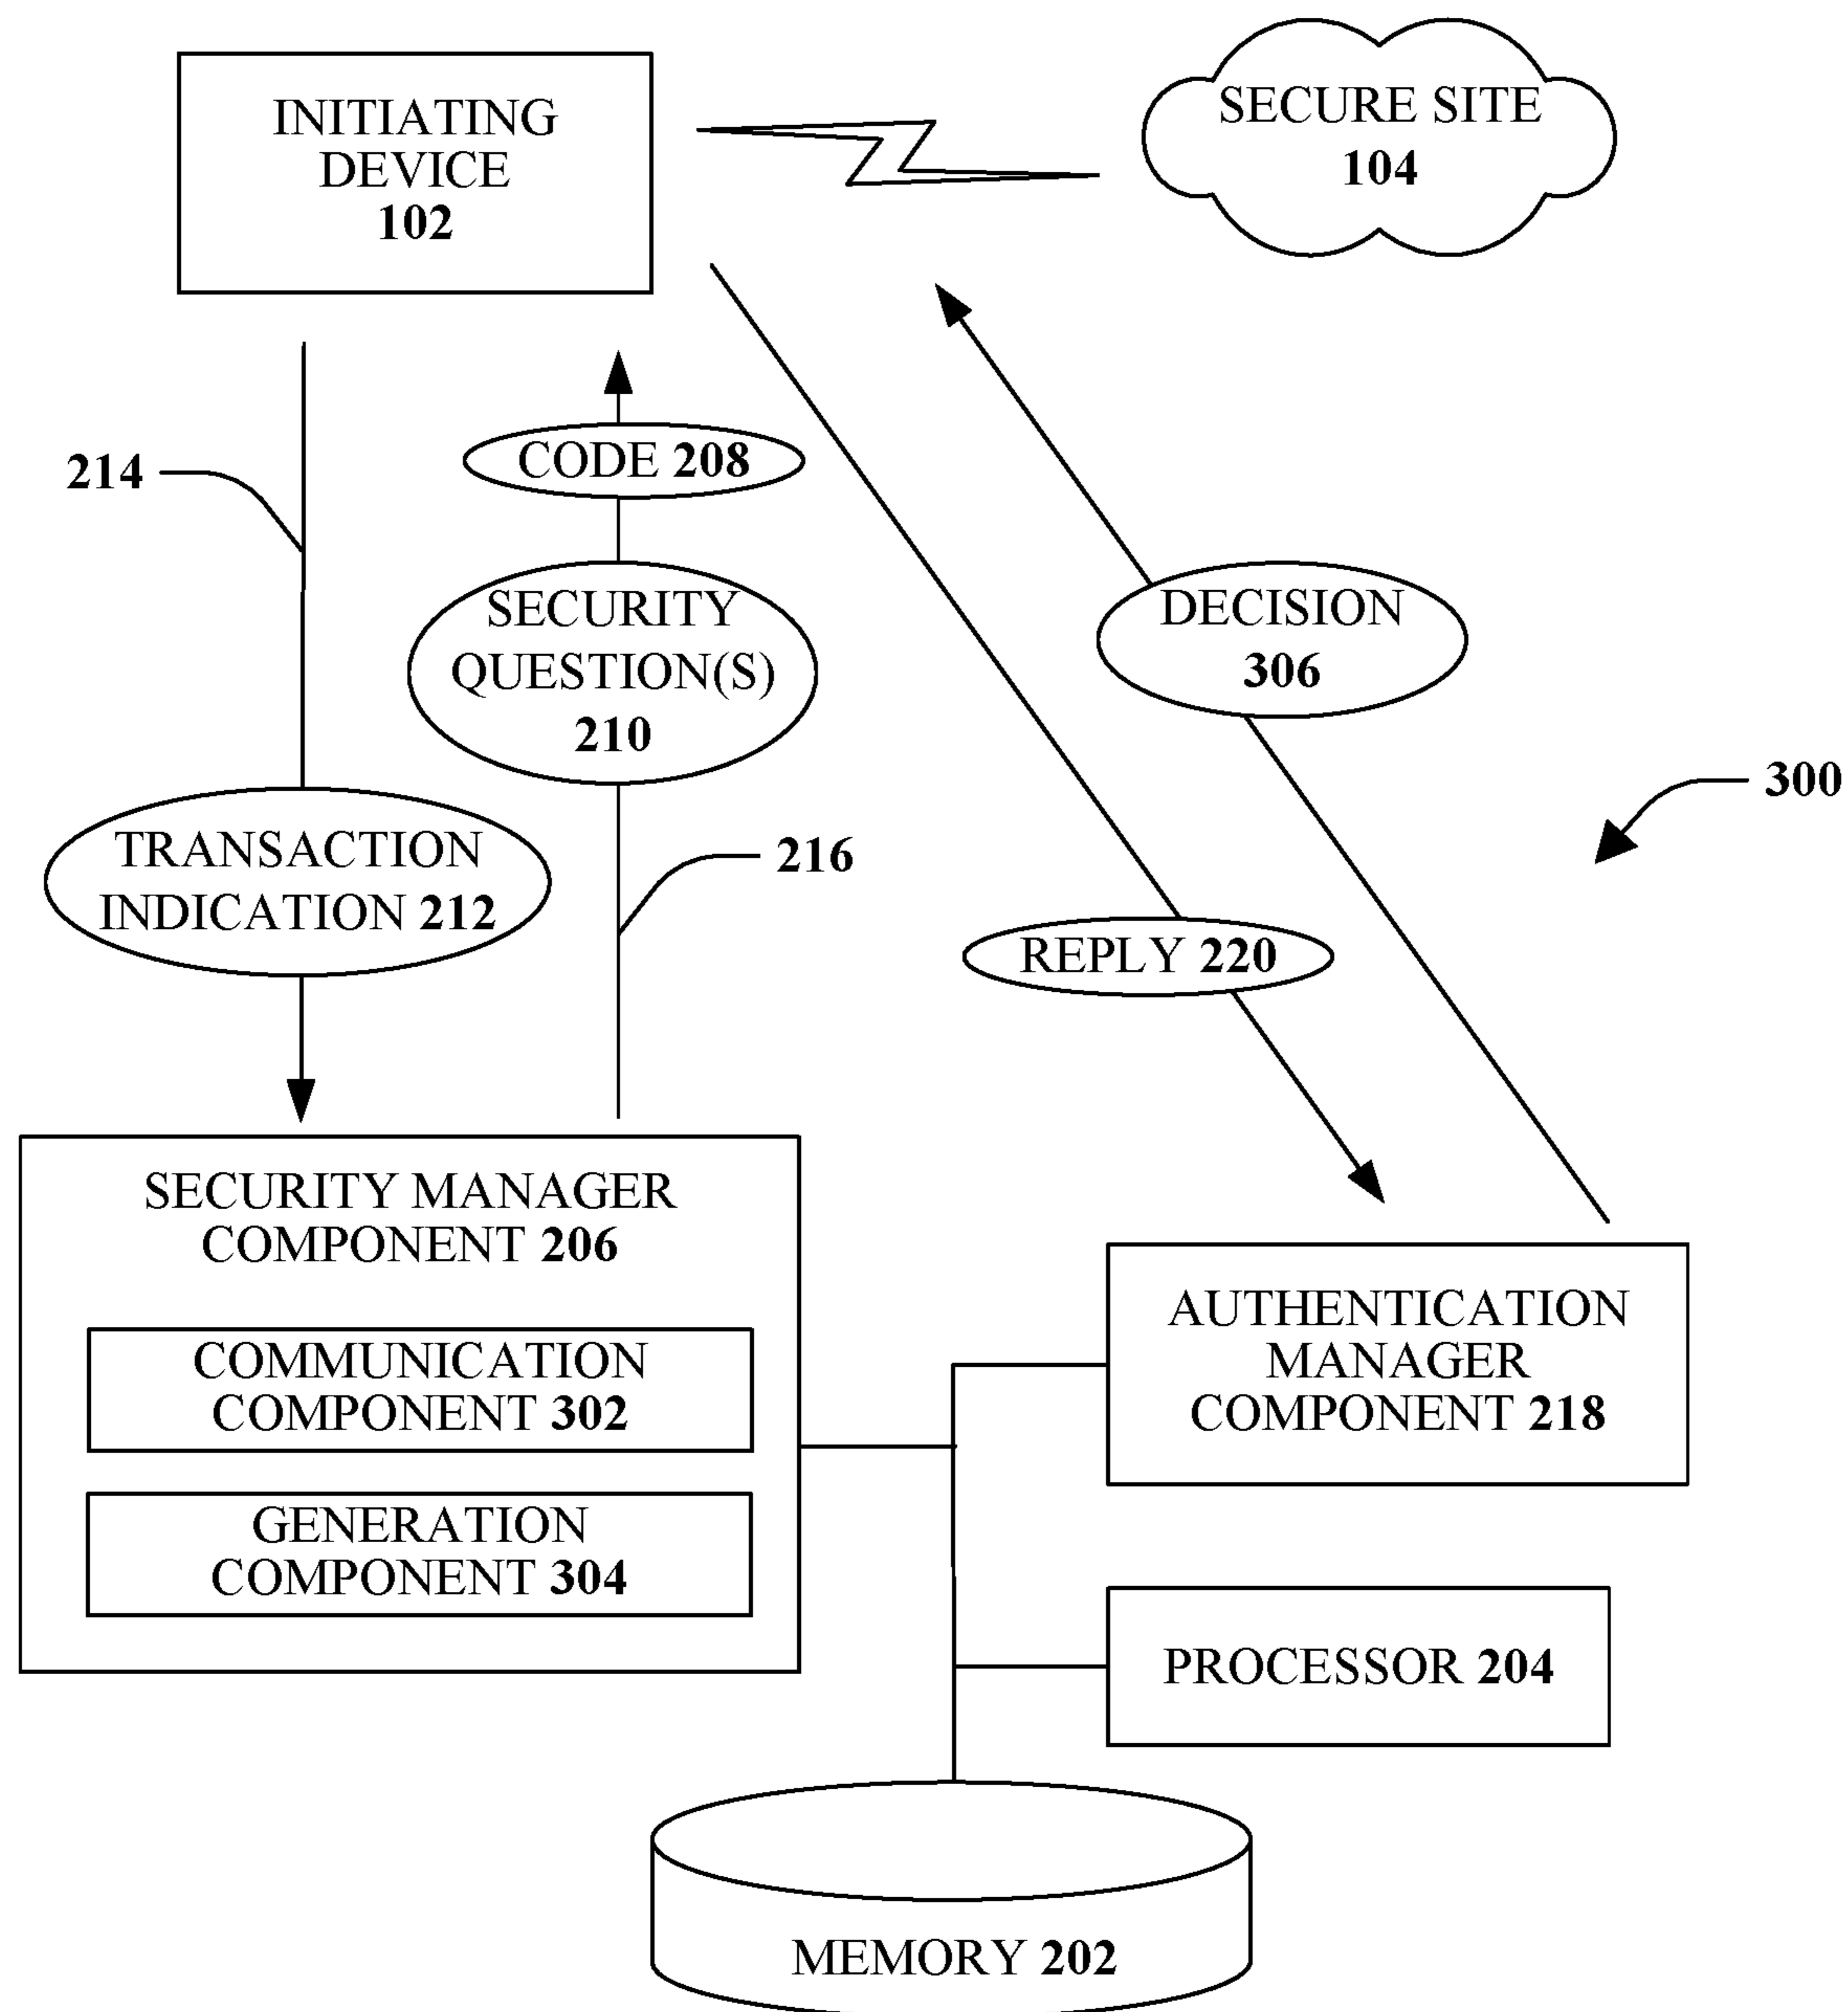 INITIATING
DEVICE
102
SECURE SITE
104
214
CODE 208
SECURITY
QUESTION(S)
210
DECISION
306
300
TRANSACTION
INDICATION 212
216
REPLY 220
SECURITY MANAGER
COMPONENT 206
COMMUNICATION
COMPONENT 302
GENERATION
COMPONENT 304
AUTHENTICATION
MANAGER
COMPONENT 218
PROCESSOR 204
MEMORY 202